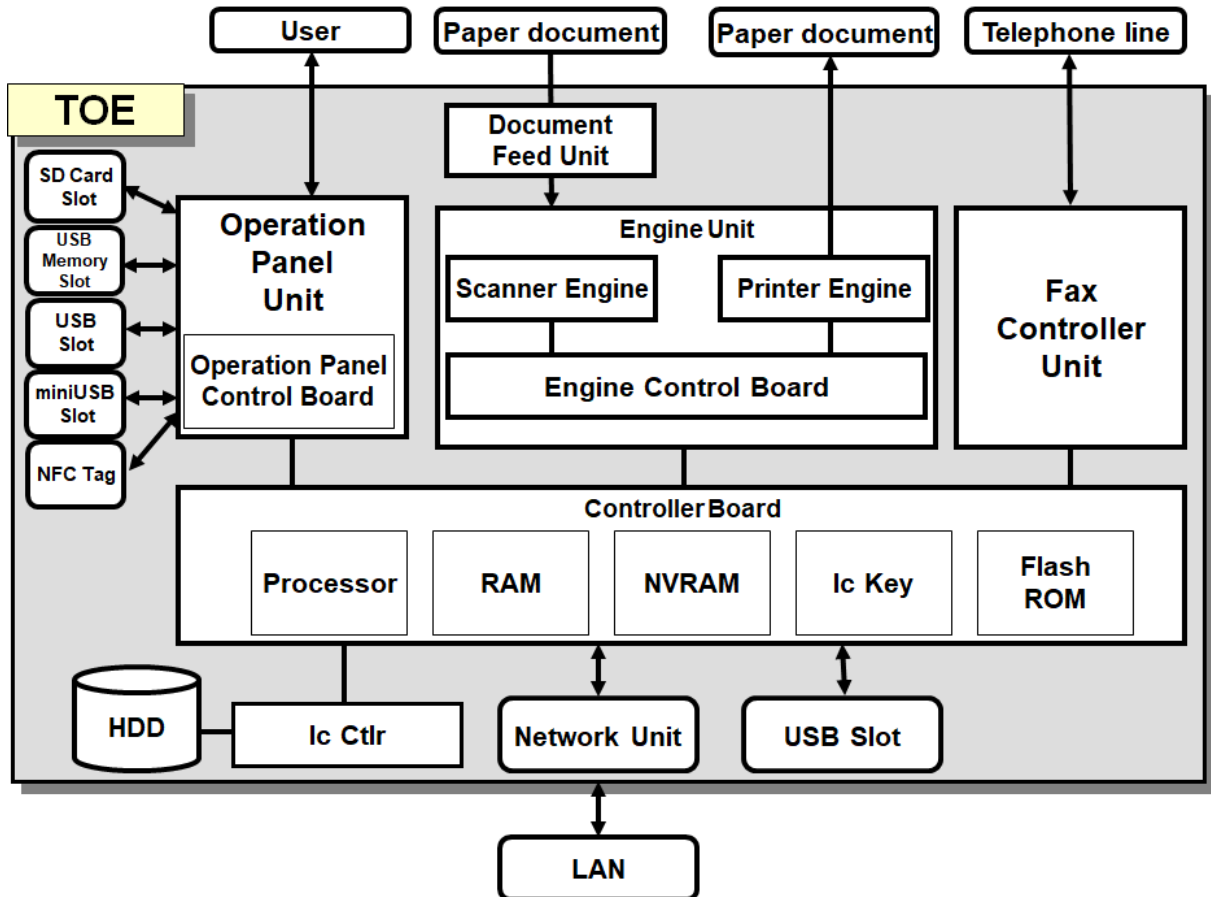 User
Paper document
Paper document
Telephone line
TOE
Document
Feed Unit
SD Card
Slot
USB
Memory
Slot
USB
Slot
miniUSB
Slot
NFC Tag
Operation
Panel
Unit
Operation Panel
Control Board
Engine Unit
Scanner Engine
Printer Engine
Engine Control Board
Fax
Controller
Unit
Controller Board
Processor
RAM
NVRAM
Ic Key
Flash
ROM
HDD
Ic Ctlr
Network Unit
USB Slot
LAN